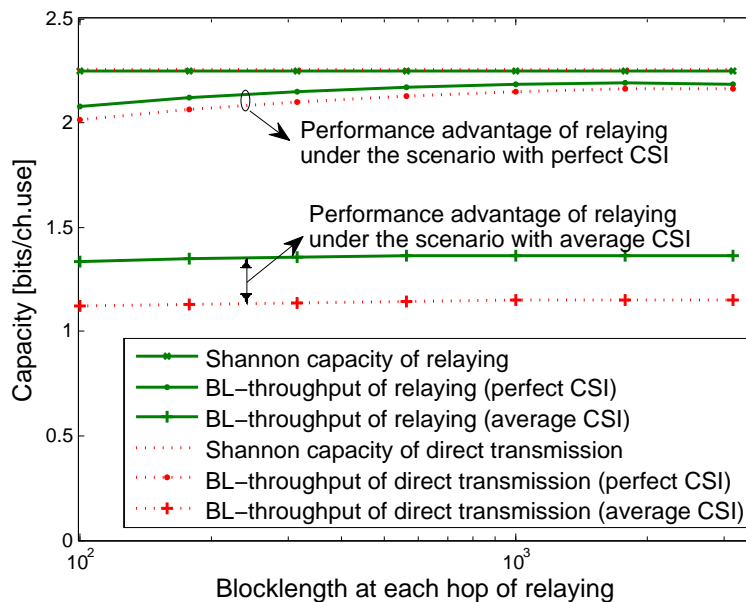 2.5
2
1.5
1
0.5
0
Capacity [bits/ch.use]
Performance advantage of relaying
under the scenario with perfect CSI
Performance advantage of relaying
under the scenario with average CSI
Shannon capacity of relaying
BL−throughput of relaying (perfect CSI)
BL−throughput of relaying (average CSI)
Shannon capacity of direct transmission
BL−throughput of direct transmission (perfect CSI)
BL−throughput of direct transmission (average CSI)
10^2
10^3
Blocklength at each hop of relaying